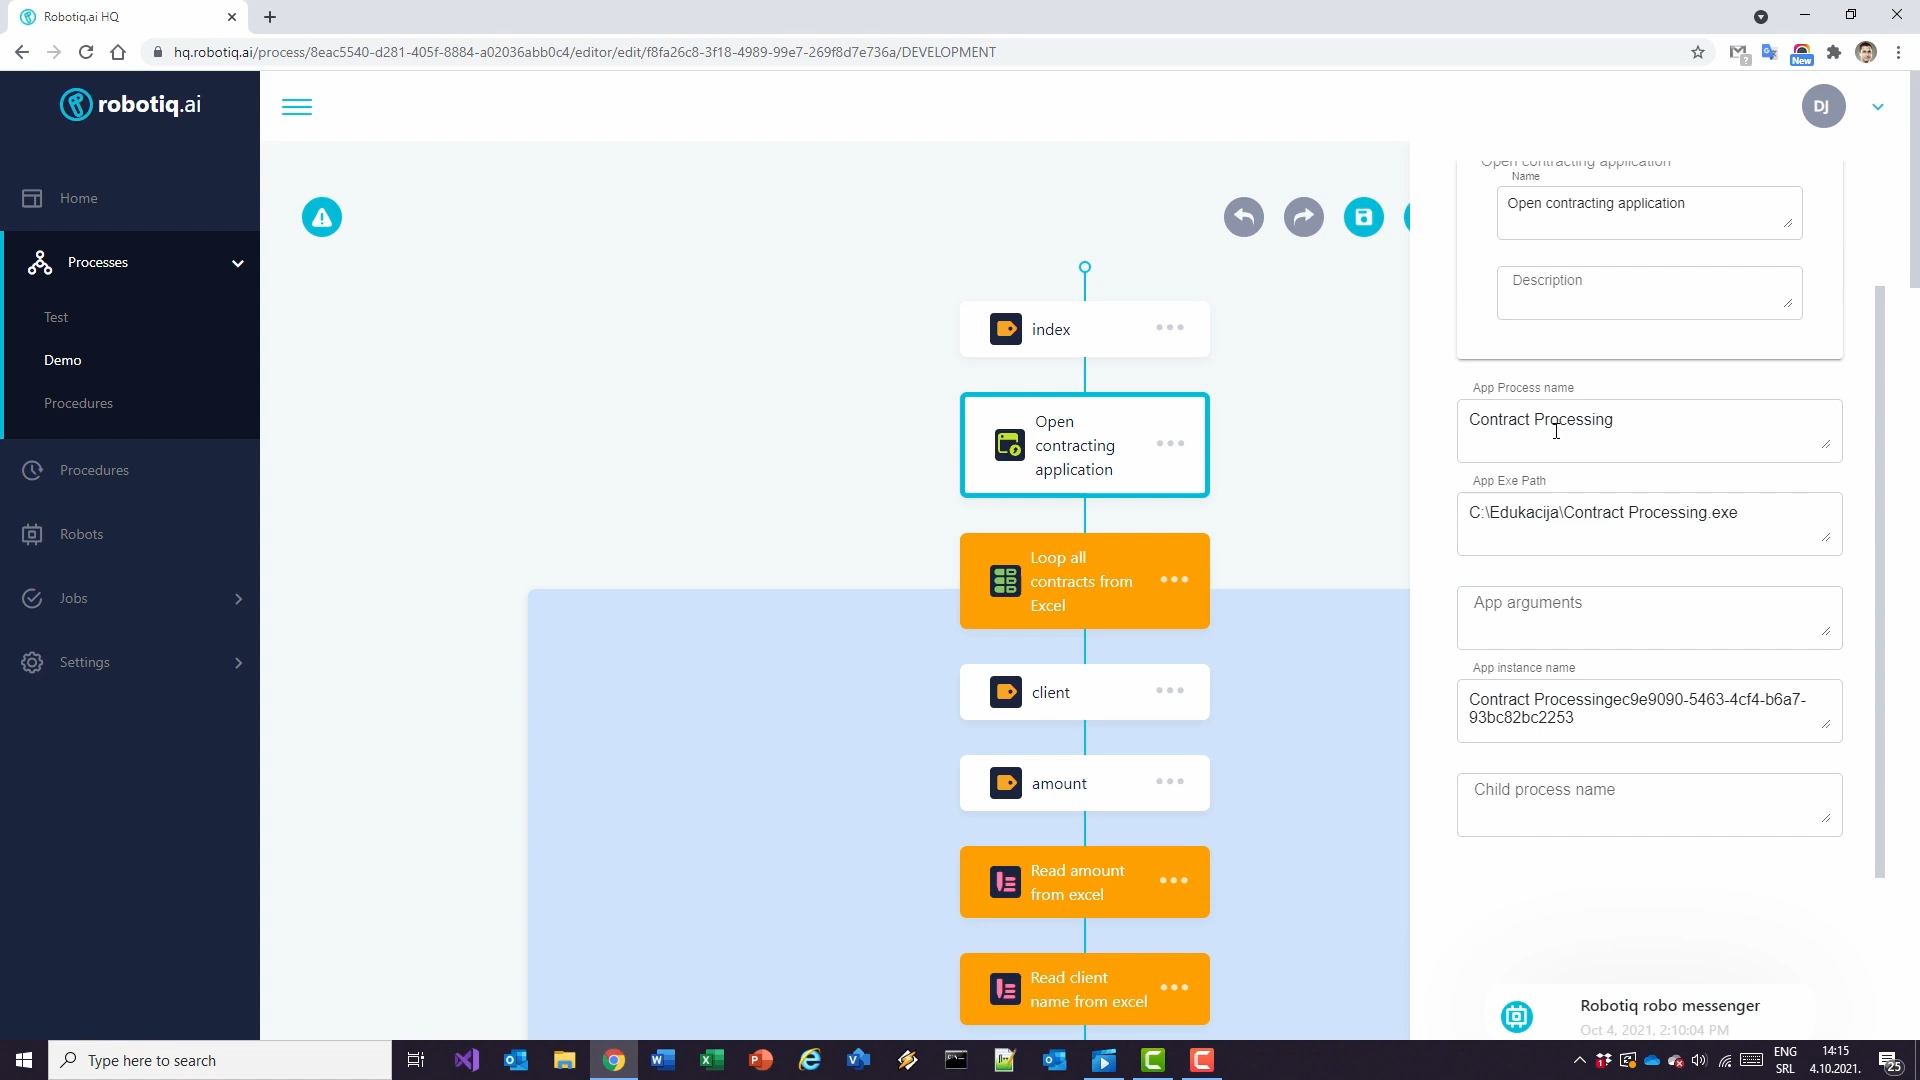 Robotiq.ai HQ
hq.robotiq.ai/process/8eac5540-d281-405f-8884-a02036abb0c4/editor/edit/f8fa26c8-3f18-4989-99e7-269f8d7e736a/DEVELOPMENT
New
robotiq.ai
DJ
Home
Processes
Test
Demo
Procedures
Procedures
Robots
Jobs
Settings
index
Open
contracting
application
Loop all
contracts from
Excel
client
amount
Read amount
from excel
Read client
name from excel
Open contracting application
Name
Open contracting application
Description
App Process name
Contract Processing
App Exe Path
C:\Edukacija\Contract Processing.exe
App arguments
App instance name
Contract Processingec9e9090-5463-4cf4-b6a7-
93bc82bc2253
Child process name
Robotiq robo messenger
Oct 4, 2021, 2:10:04 PM
Type here to search
ENG
SRL
14:15
4.10.2021.
25